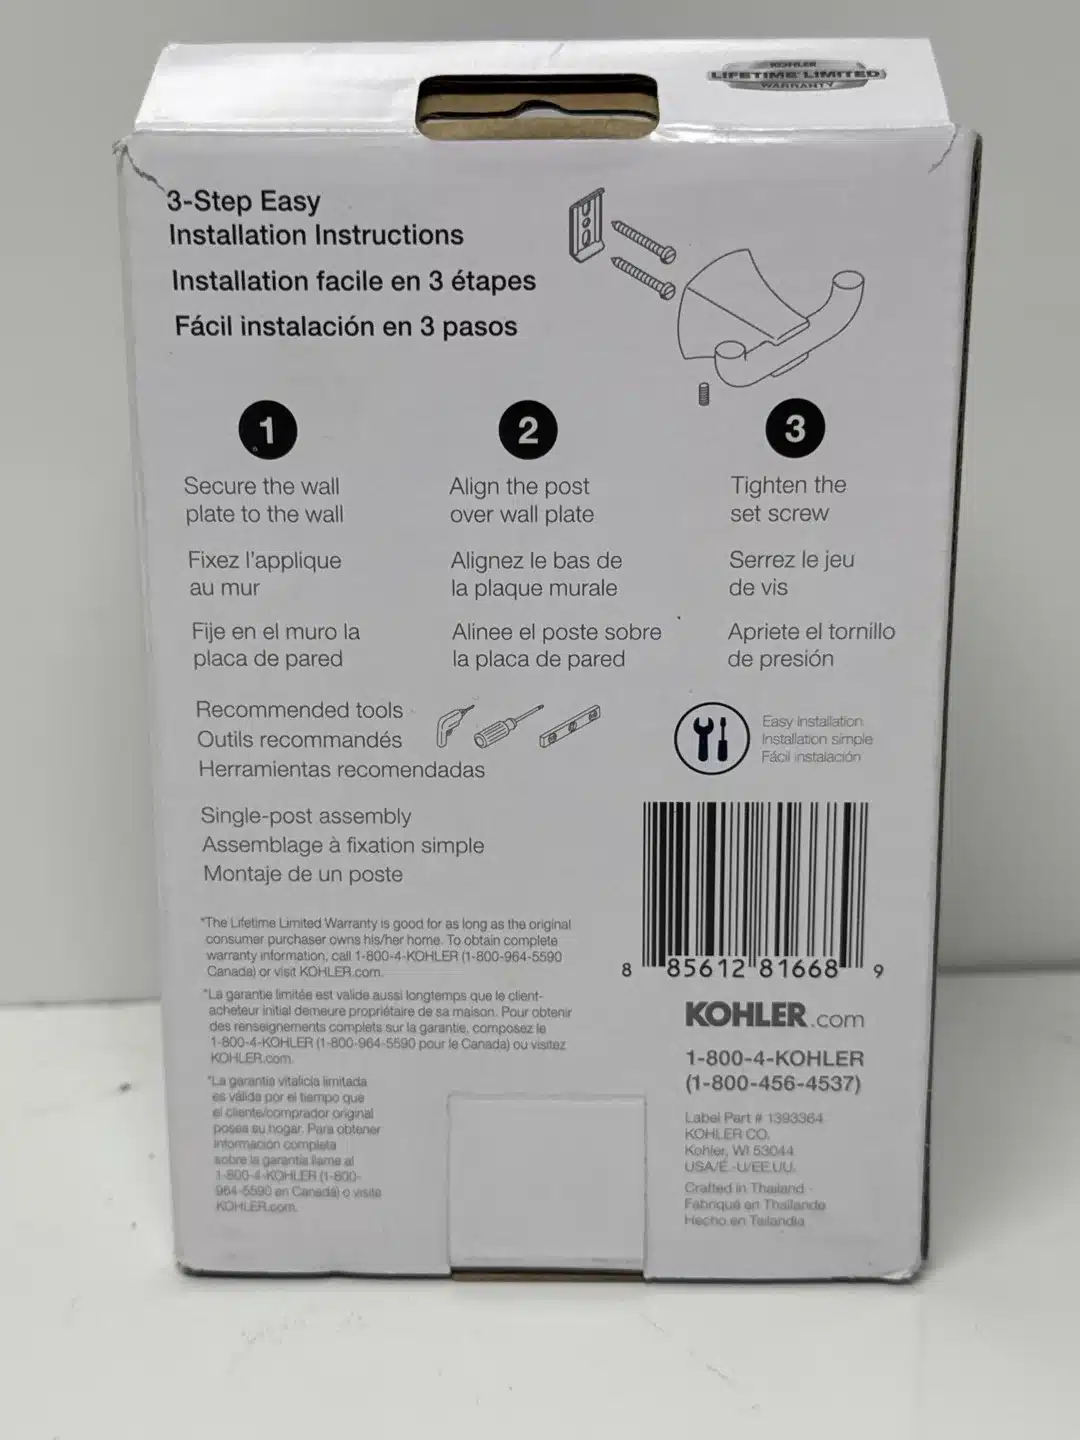 KOHLER
LIFETIME LIMITED
WARRANTY
3-Step Easy
Installation Instructions
Installation facile en 3 étapes
Fácil instalación en 3 pasos
1
Secure the wall
plate to the wall
Fixez l'applique
au mur
Fije en el muro la
placa de pared
2
Align the post
over wall plate
Alignez le bas de
la plaque murale
Alinee el poste sobre
la placa de pared
3
Tighten the
set screw
Serrez le jeu
de vis
Apriete el tornillo
de presión
Recommended tools
Outils recommandés
Herramientas recomendadas
Easy installation
Installation simple
Fácil instalación
Single-post assembly
Assemblage à fixation simple
Montaje de un poste
*The Lifetime Limited Warranty is good for as long as the original
consumer purchaser owns his/her home. To obtain complete
warranty information, call 1-800-4-KOHLER (1-800-964-5590
Canada) or visit KOHLER.com.
*La garantie limitée est valide aussi longtemps que le client-
acheteur initial demeure propriétaire de sa maison. Pour obtenir
des renseignements complets sur la garantie, composez le
1-800-4-KOHLER (1-800-964-5590 pour le Canada) ou visitez
KOHLER.com.
*La garantía vitalicia limitada
es válida por el tiempo que
el cliente/comprador original
posea su hogar. Para obtener
información completa
sobre la garantía llame al
1-800-4-KOHLER (1-800-
964-5590 en Canadá) o visite
KOHLER.com.
8 85612 81668 9
KOHLER.com
1-800-4-KOHLER
(1-800-456-4537)
Label Part # 1393364
KOHLER CO.
Kohler, WI 53044
USA/É.-U/EE.UU.
Crafted in Thailand
Fabriqué en Thaïlande
Hecho en Tailandia